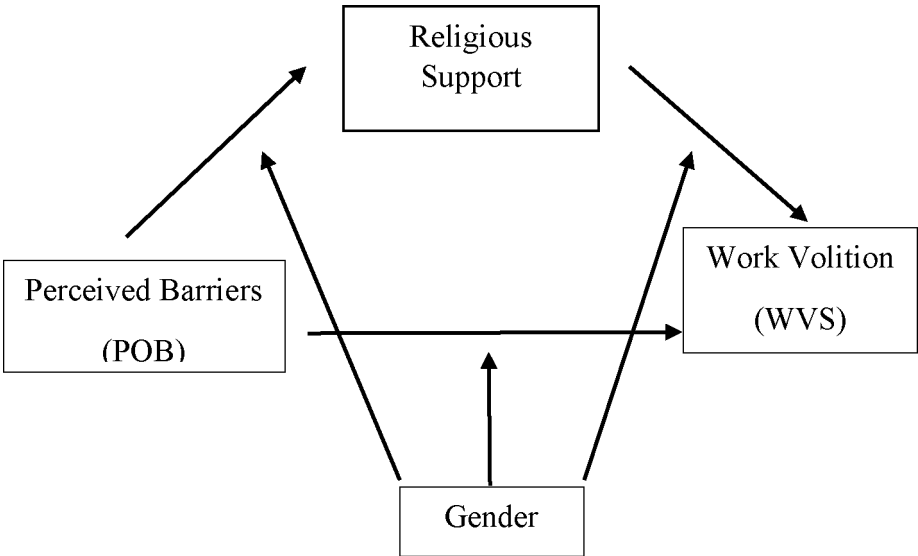 Religious
Support
Perceived Barriers
(POB)
Work Volition
(WVS)
Gender